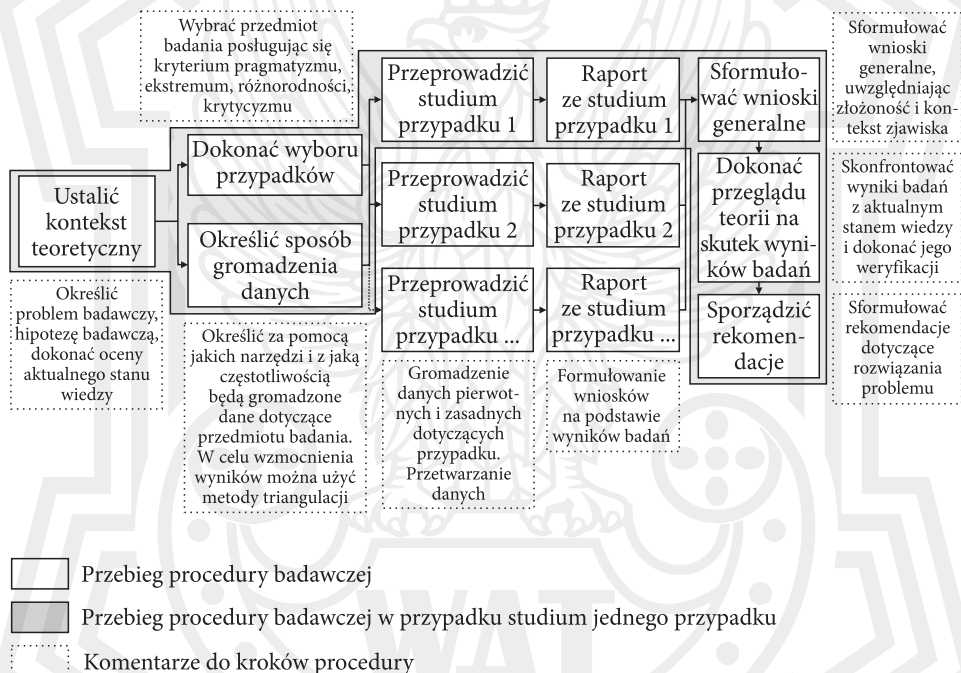 Wybrać przedmiot
badania posługując się
kryterium pragmatyzmu,
ekstremum, różnorodności,
krytycyzmu
Ustalić
kontekst
teoretyczny
Określić
problem badawczy,
hipotezę badawczą,
dokonać oceny
aktualnego stanu
wiedzy
Dokonać wyboru
przypadków
Określić sposób
gromadzenia
danych
Określić za pomocą
jakich narzędzi i z jaką
częstotliwością
będą gromadzone
dane dotyczące
przedmiotu badania.
W celu wzmocnienia
wyników można użyć
metody triangulacji
Przeprowadzić
studium
przypadku 1
Przeprowadzić
studium
przypadku 2
Przeprowadzić
studium
przypadku ...
Gromadzenie
danych pierwot-
nych i zasadnych
dotyczących
przypadku.
Przetwarzanie
danych
Raport
ze studium
przypadku 1
Raport
ze studium
przypadku 2
Raport
ze studium
przypadku ...
Formułowanie
wniosków
na podstawie
wyników badań
Sformuło-
wać wnioski
generalne
Dokonać
przeglądu
teorii na
skutek wyni-
ków badań
Sporządzić
rekomen-
dacje
Sformułować
wnioski
generalne,
uwzględniając
złożoność i kon-
tekst zjawiska
Skonfrontować
wyniki badań
z aktualnym
stanem wiedzy
i dokonać jego
weryfikacji
Sformułować
rekomendacje
dotyczące
rozwiązania
problemu
Przebieg procedury badawczej
Przebieg procedury badawczej w przypadku studium jednego przypadku
Komentarze do kroków procedury
WAT